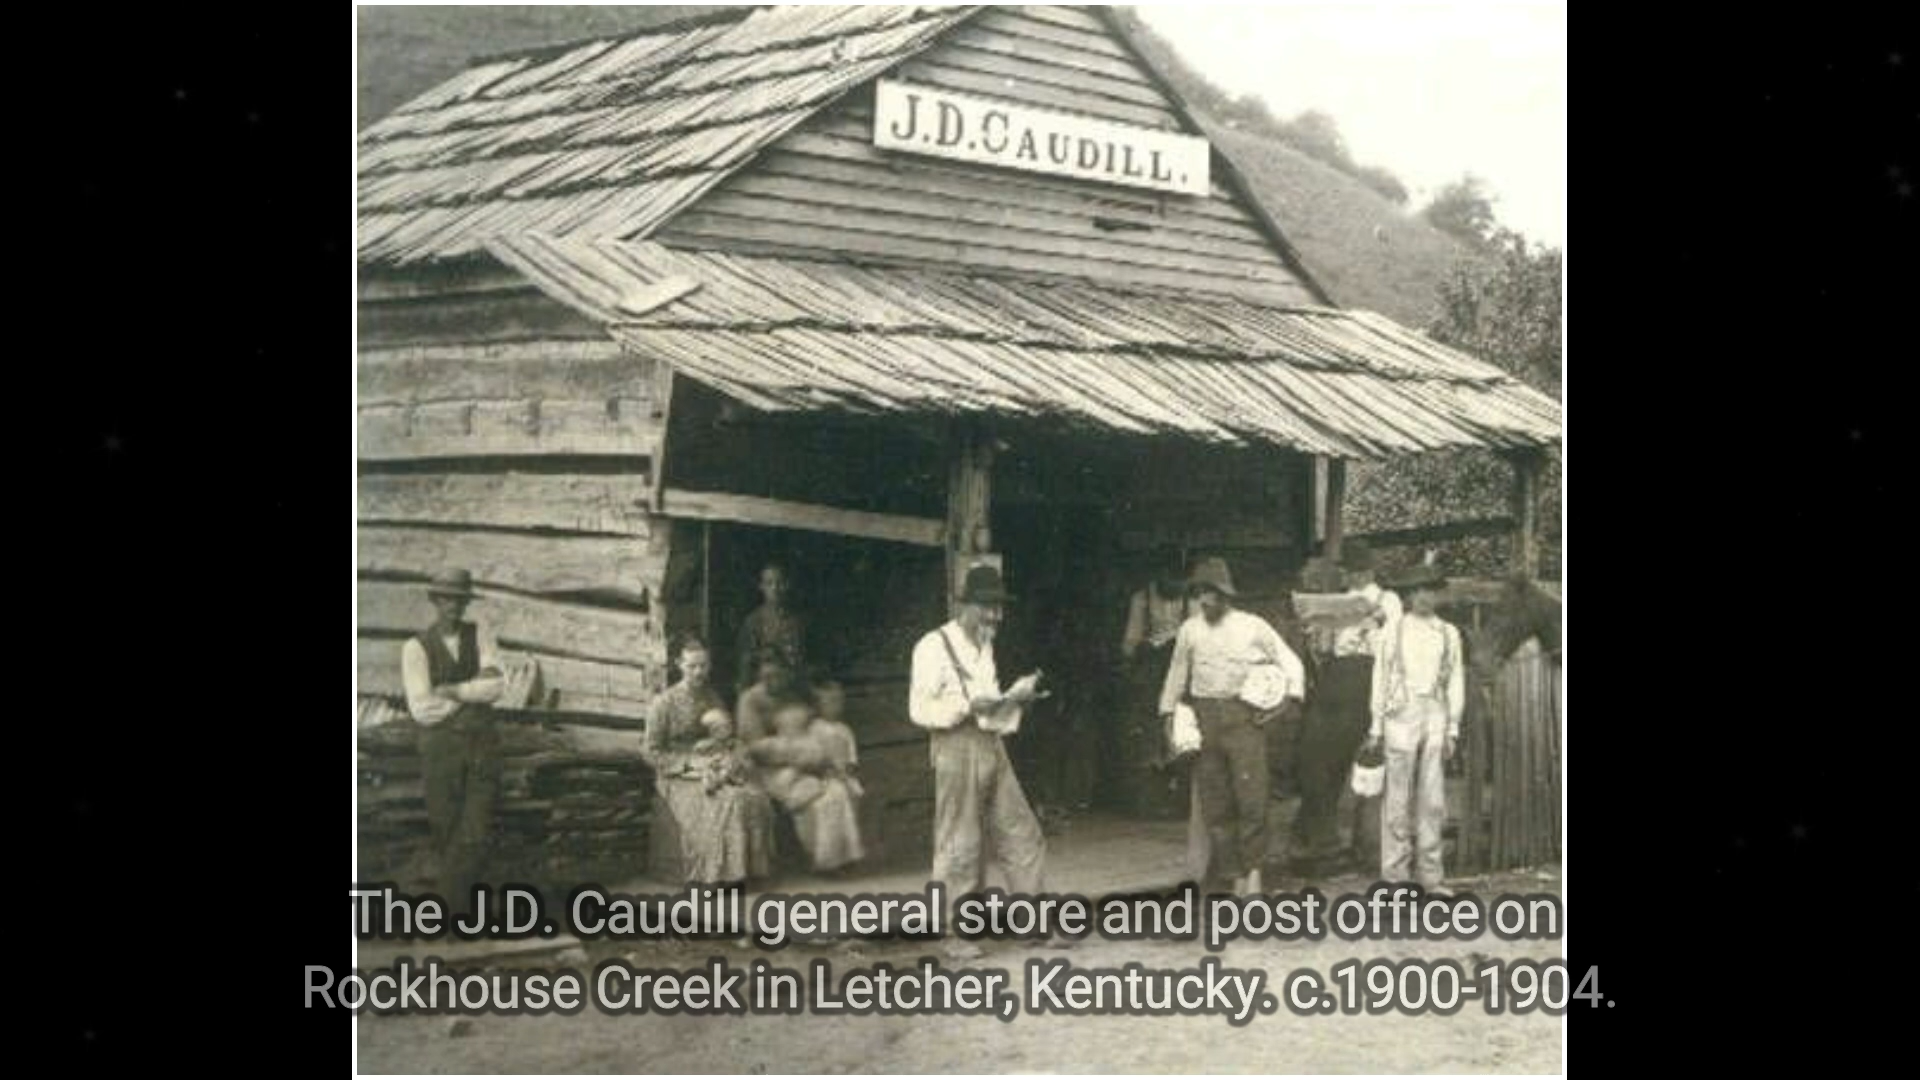 J.D.CAUDILL.
The J.D. Caudill general store and post office on
Rockhouse Creek in Letcher, Kentucky. c.1900-1904.